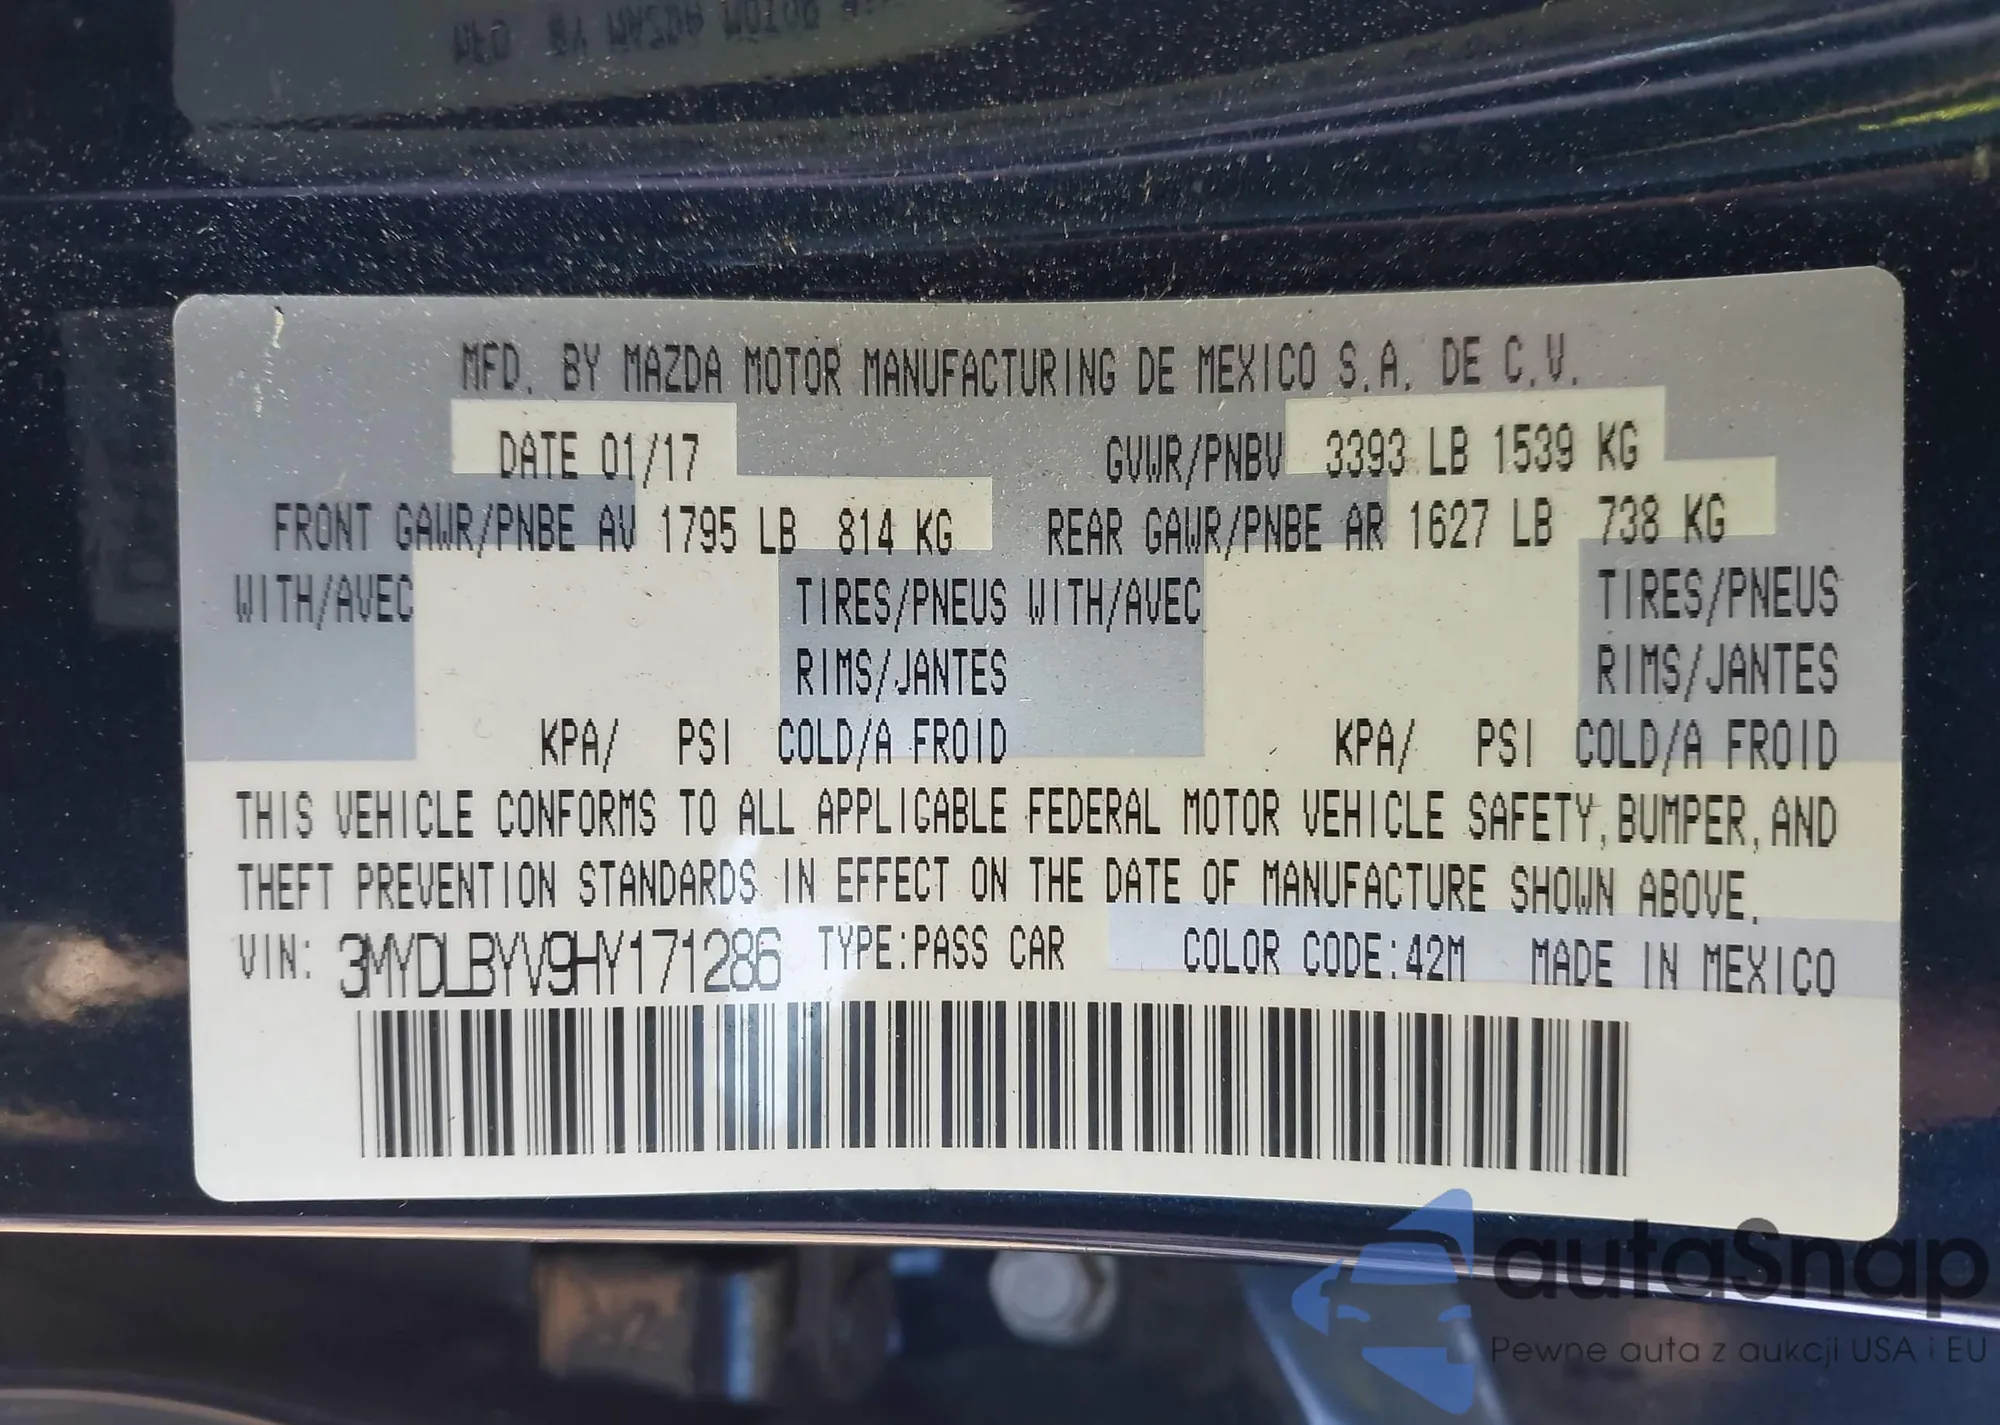 MFD. BY MAZDA MOTOR MANUFACTURING DE MEXICO S.A. DE C.V.
DATE 01/17 GVWR/PNBV 3393 LB 1539 KG
FRONT GAWR/PNBE AV 1795 LB 814 KG REAR GAWR/PNBE AR 1627 LB 738 KG
WITH/AVEC TIRES/PNEUS WITH/AVEC TIRES/PNEUS
RIMS/JANTES RIMS/JANTES
KPA/ PSI COLD/A FROID KPA/ PSI COLD/A FROID
THIS VEHICLE CONFORMS TO ALL APPLICABLE FEDERAL MOTOR VEHICLE SAFETY, BUMPER, AND
THEFT PREVENTION STANDARDS IN EFFECT ON THE DATE OF MANUFACTURE SHOWN ABOVE.
VIN: 3MYDLBYV9HY171286 TYPE:PASS CAR COLOR CODE:42M MADE IN MEXICO
autaSnap
Pewne auta z aukcji USA i EU